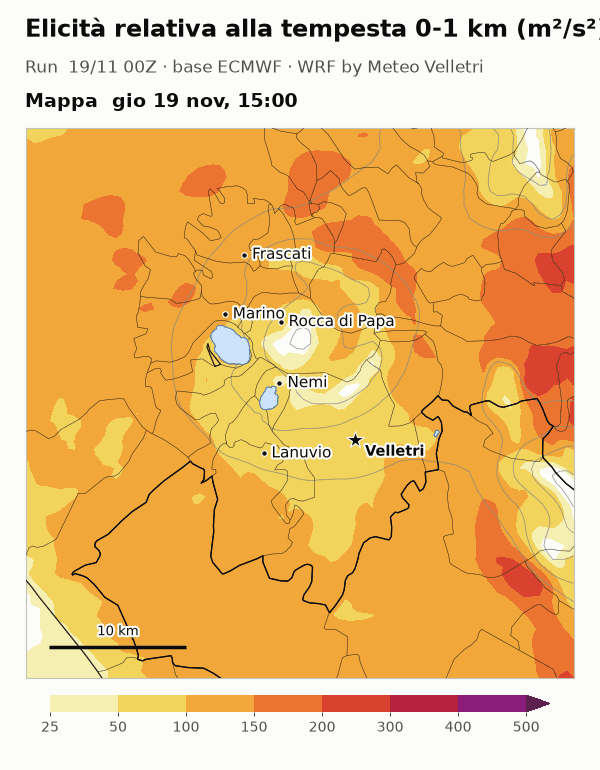 Elicità relativa alla tempesta 0-1 km (m²/s²)
Run 19/11 00Z · base ECMWF · WRF by Meteo Velletri
Mappa gio 19 nov, 15:00
Frascati
Marino
Rocca di Papa
Nemi
Velletri
Lanuvio
10 km
25 50 100 150 200 300 400 500